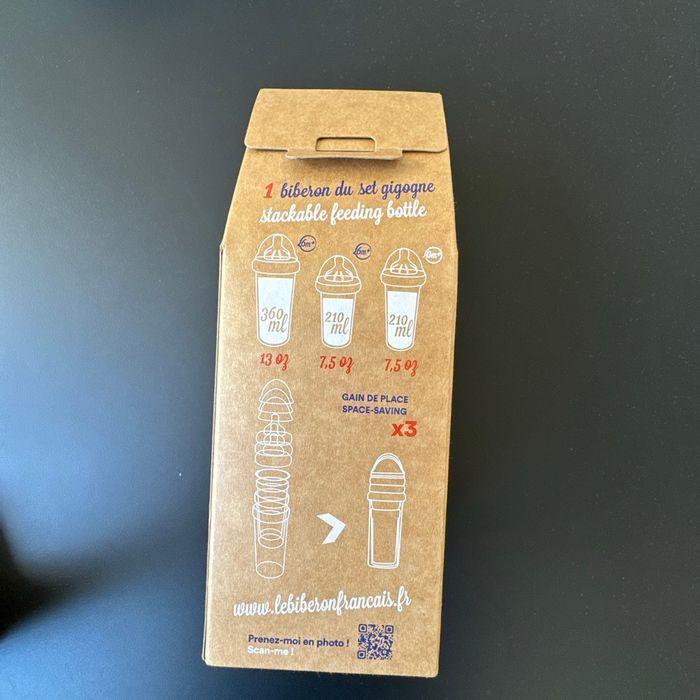 1 biberon du set gigogne
stackable feeding bottle
6m+ 6m+ 0m+
360 ml 210 ml 210 ml
13 oz 7,5 oz 7,5 oz
GAIN DE PLACE
SPACE-SAVING
x3
www.lebiberonfrancais.fr
Prenez-moi en photo !
Scan-me !